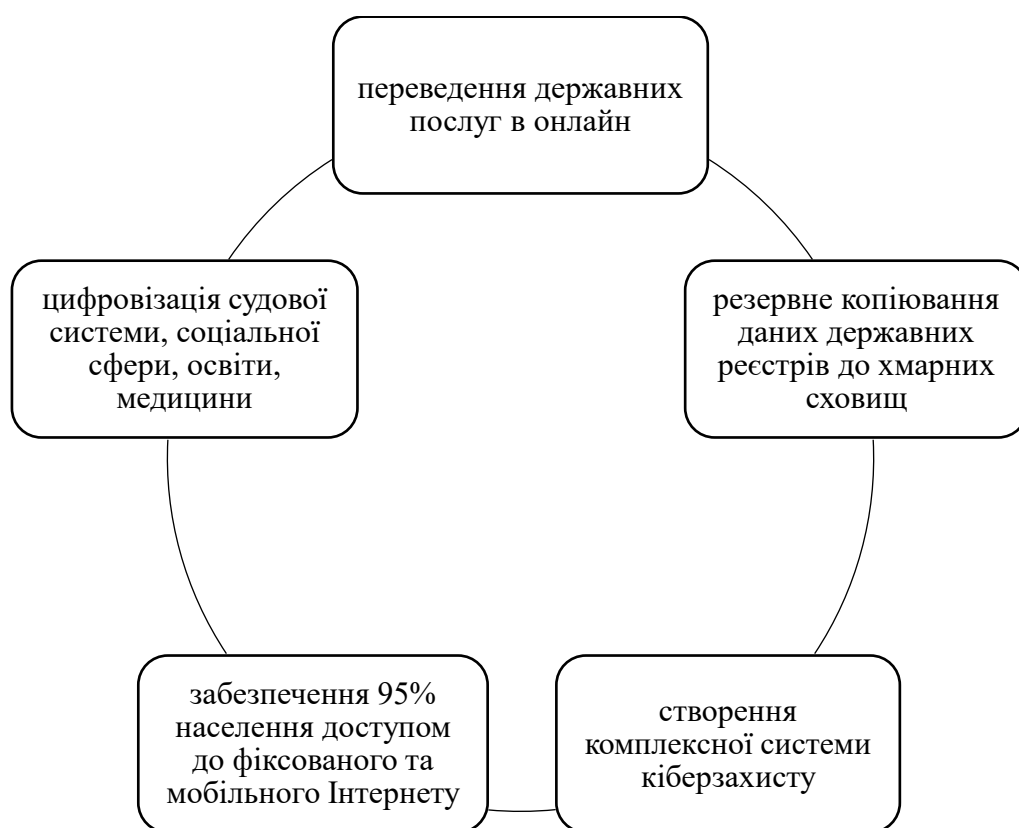 переведення державних
послуг в онлайн
цифровізація судової
системи, соціальної
сфери, освіти,
медицини
резервне копіювання
даних державних
реєстрів до хмарних
сховищ
забезпечення 95%
населення доступом
до фіксованого та
мобільного Інтернету
створення
комплексної системи
кіберзахисту